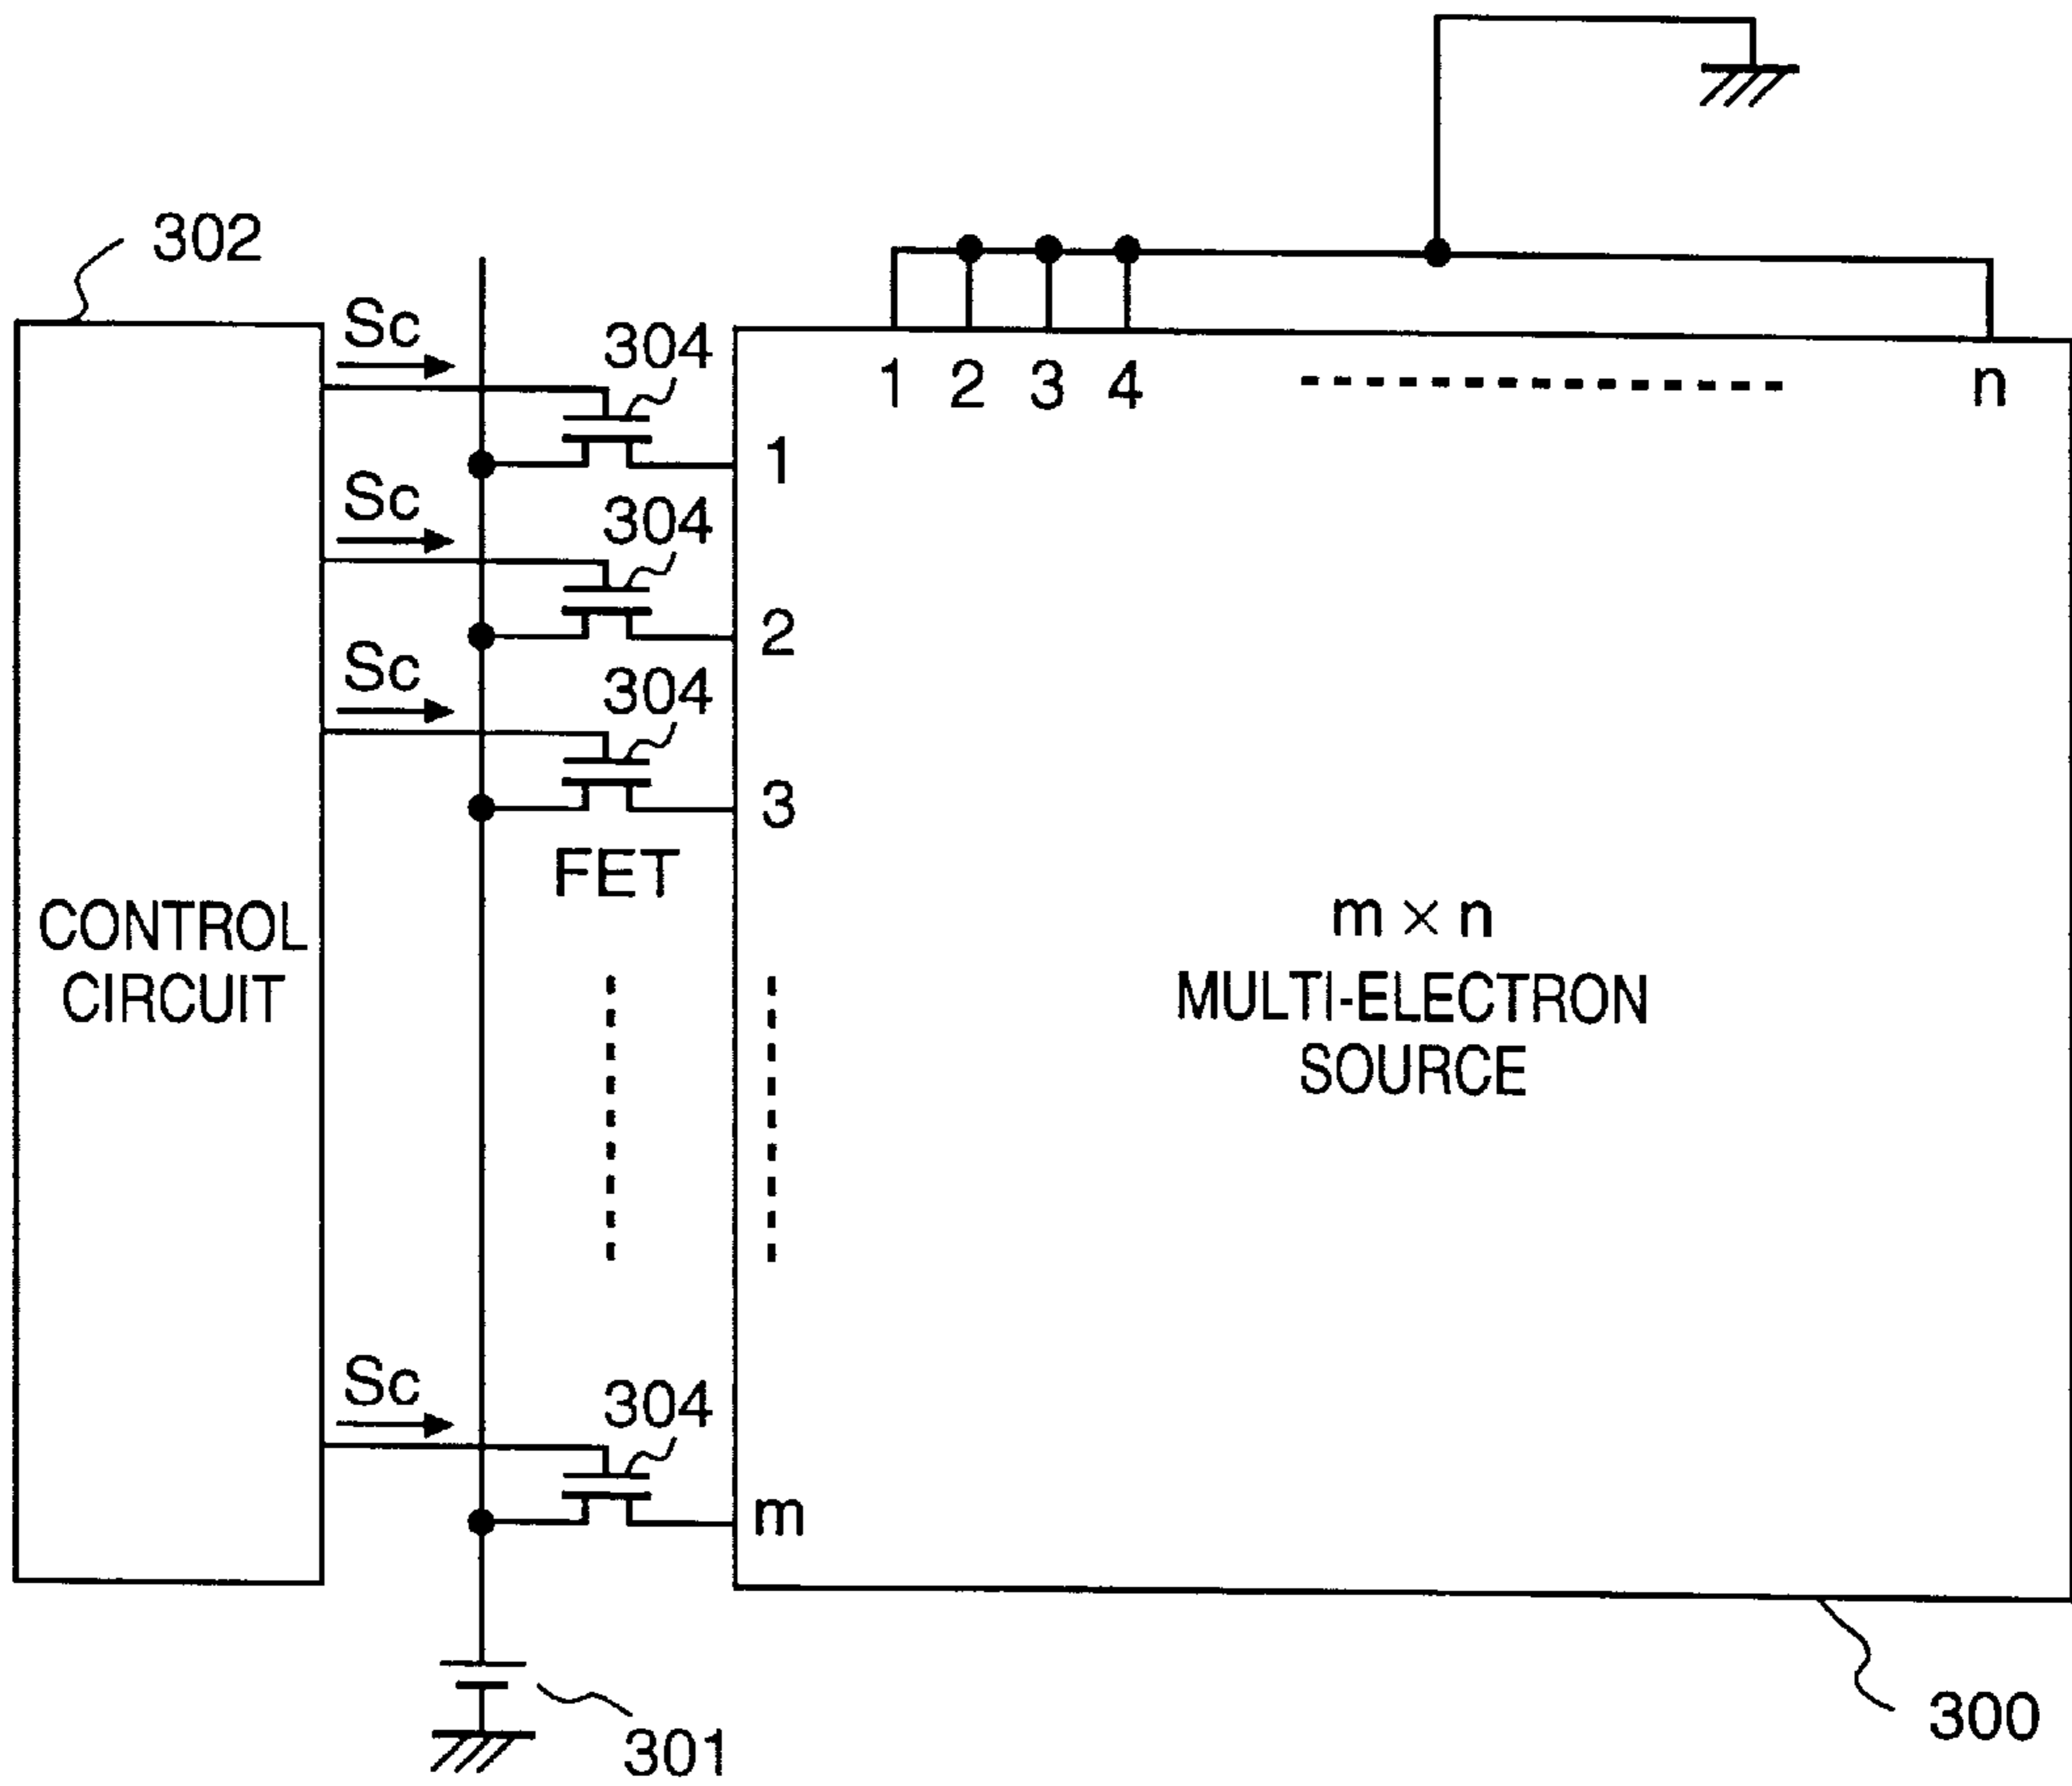 302
Sc
304
1 2 3 4 n
1
Sc
304
2
Sc
304
3
FET
CONTROL
CIRCUIT
m × n
MULTI-ELECTRON
SOURCE
Sc
304
m
301
300